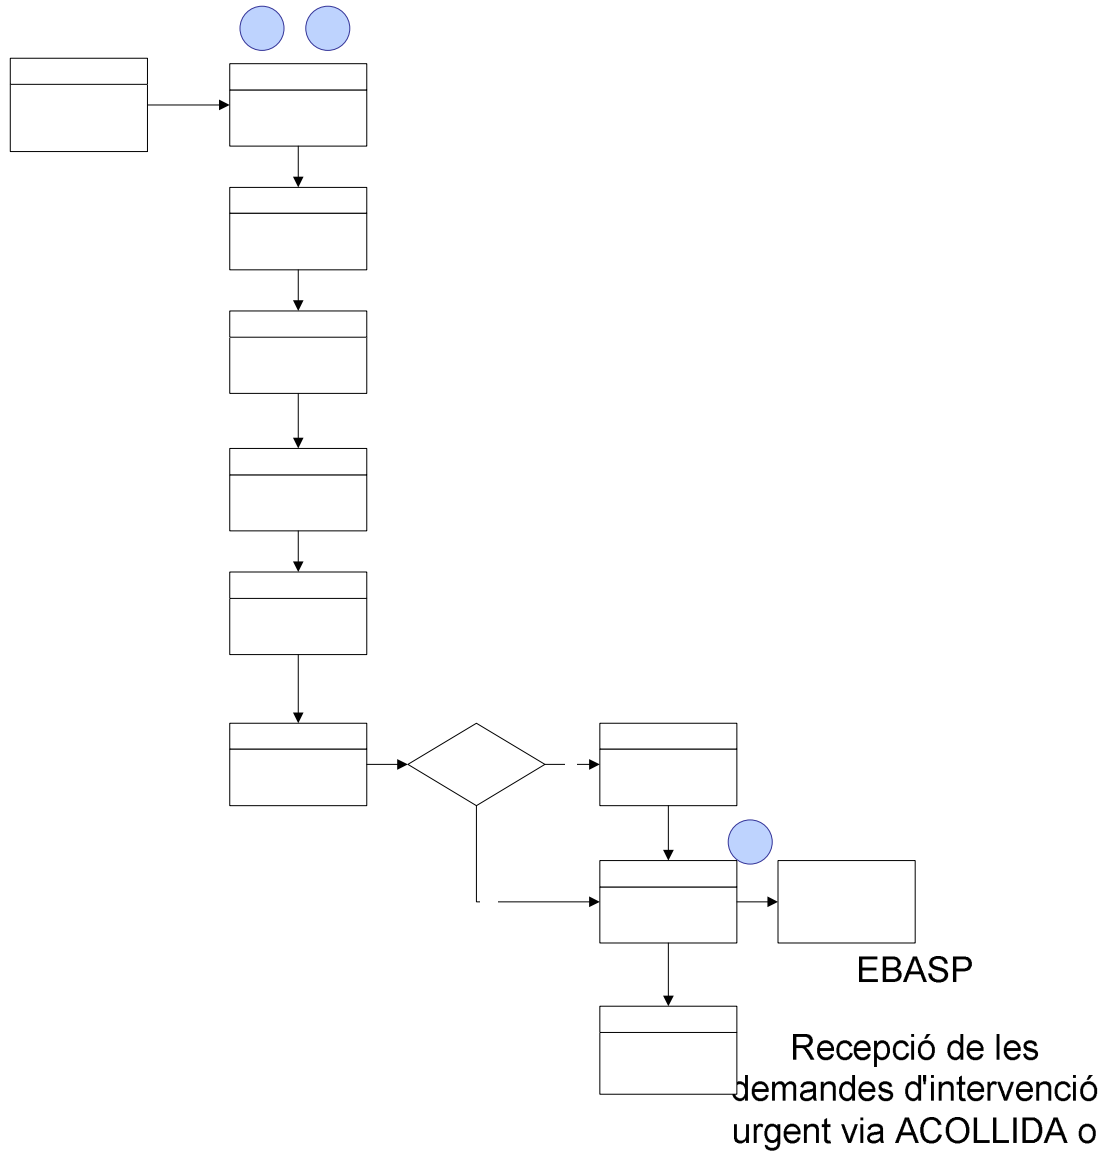 EBASP
Recepció de les
demandes d'intervenció
urgent via ACOLLIDA o